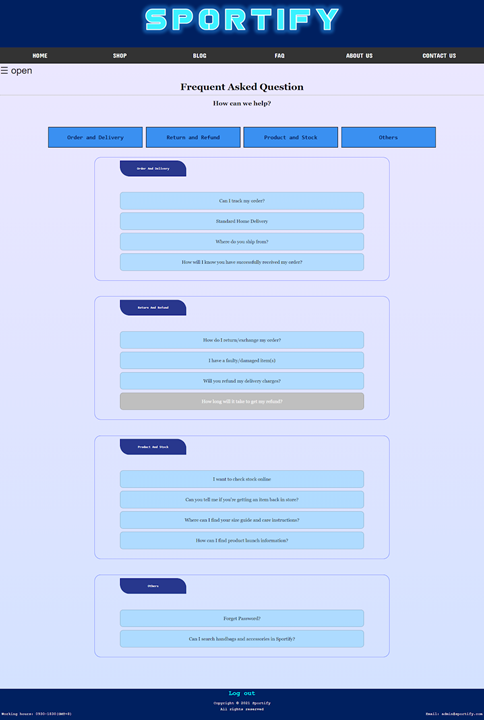 SPORTIFY
HOME SHOP BLOG FAQ ABOUT US CONTACT US
☰ open
Frequent Asked Question
How can we help?
Order and Delivery Return and Refund Product and Stock Others
Order And Delivery
Can I track my order?
Standard Home Delivery
Where do you ship from?
How will I know you have successfully received my order?
Return And Refund
How do I return/exchange my order?
I have a faulty/damaged item(s)
Will you refund my delivery charges?
How long will it take to get my refund?
Product And Stock
I want to check stock online
Can you tell me if you're getting an item back in store?
Where can I find your size guide and care instructions?
How can I find product launch information?
Others
Forget Password?
Can I search handbags and accessories in Sportify?
Log out
Copyright © 2021 Sportify
All rights reserved
Working hours: Email: admin@sportify.com